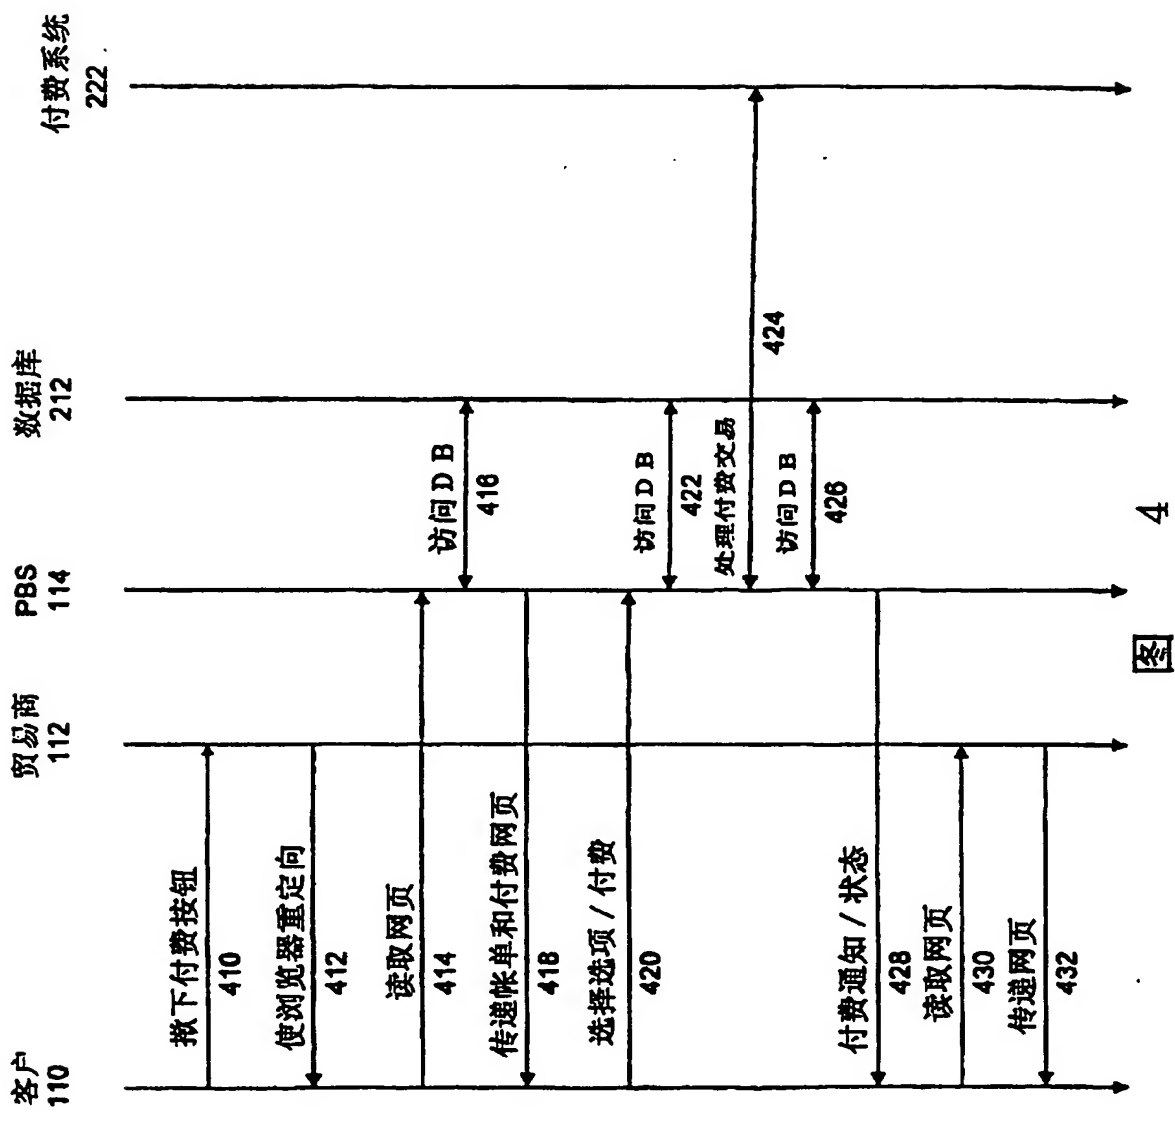 客户
110
贸易商
112
PBS
114
数据库
212
付费系统
222
揿下付费按钮
410
使浏览器重定向
412
读取网页
414
访问DB
416
传递帐单和付费网页
418
选择选项/付费
420
访问DB
422
处理付费交易
424
访问DB
426
付费通知/状态
428
读取网页
430
传递网页
432
图 4